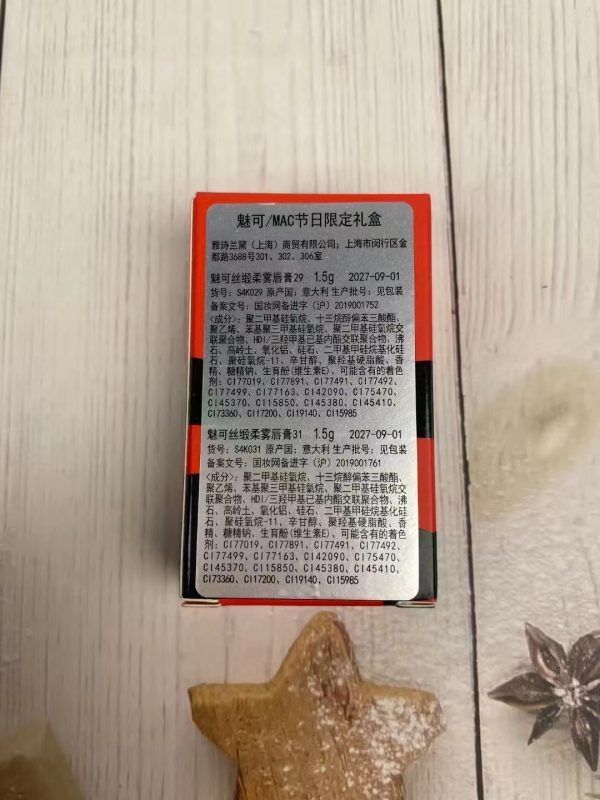 魅可/MAC节日限定礼盒
雅诗兰黛（上海）商贸有限公司；上海市闵行区金
都路3688号301、302、306室
魅可丝缎柔雾唇膏29 1.5g 2027-09-01
货号：S4K029 原产国：意大利 生产批号：见包装
备案文号：国妆网备进字（沪）2019001752
<成分>：聚二甲基硅氧烷、十三烷醇偏苯三酸酯、
聚乙烯、苯基聚三甲基硅氧烷、聚二甲基硅氧烷交
联聚合物、HDI/三羟甲基己基内酯交联聚合物、沸
石、高岭土、氧化铝、硅石、二甲基甲硅烷基化硅
石、聚硅氧烷-11、辛甘醇、聚羟基硬脂酸、香
精、糖精钠、生育酚(维生素E)、可能含有的着色
剂：CI77019、CI77891、CI77491、CI77492、
CI77499、CI77163、CI42090、CI75470、
CI45370、CI15850、CI45380、CI45410、
CI73360、CI17200、CI19140、CI15985
魅可丝缎柔雾唇膏31 1.5g 2027-09-01
货号：S4K031 原产国：意大利 生产批号：见包装
备案文号：国妆网备进字（沪）2019001761
<成分>：聚二甲基硅氧烷、十三烷醇偏苯三酸酯、
聚乙烯、苯基聚三甲基硅氧烷、聚二甲基硅氧烷交
联聚合物、HDI/三羟甲基己基内酯交联聚合物、沸
石、高岭土、氧化铝、硅石、二甲基甲硅烷基化硅
石、聚硅氧烷-11、辛甘醇、聚羟基硬脂酸、香
精、糖精钠、生育酚(维生素E)、可能含有的着色
剂：CI77019、CI77891、CI77491、CI77492、
CI77499、CI77163、CI42090、CI75470、
CI45370、CI15850、CI45380、CI45410、
CI73360、CI17200、CI19140、CI15985